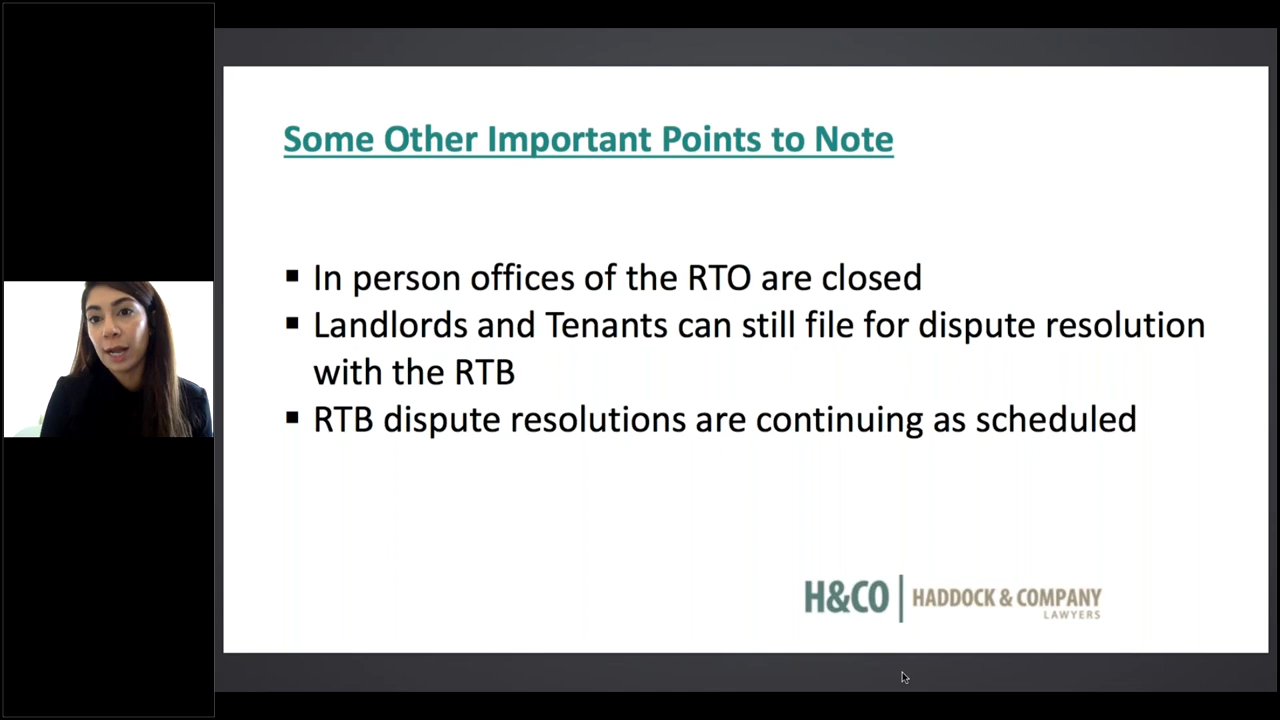 Some Other Important Points to Note
▪ In person offices of the RTO are closed
▪ Landlords and Tenants can still file for dispute resolution
with the RTB
▪ RTB dispute resolutions are continuing as scheduled
H&CO | HADDOCK & COMPANY
LAWYERS